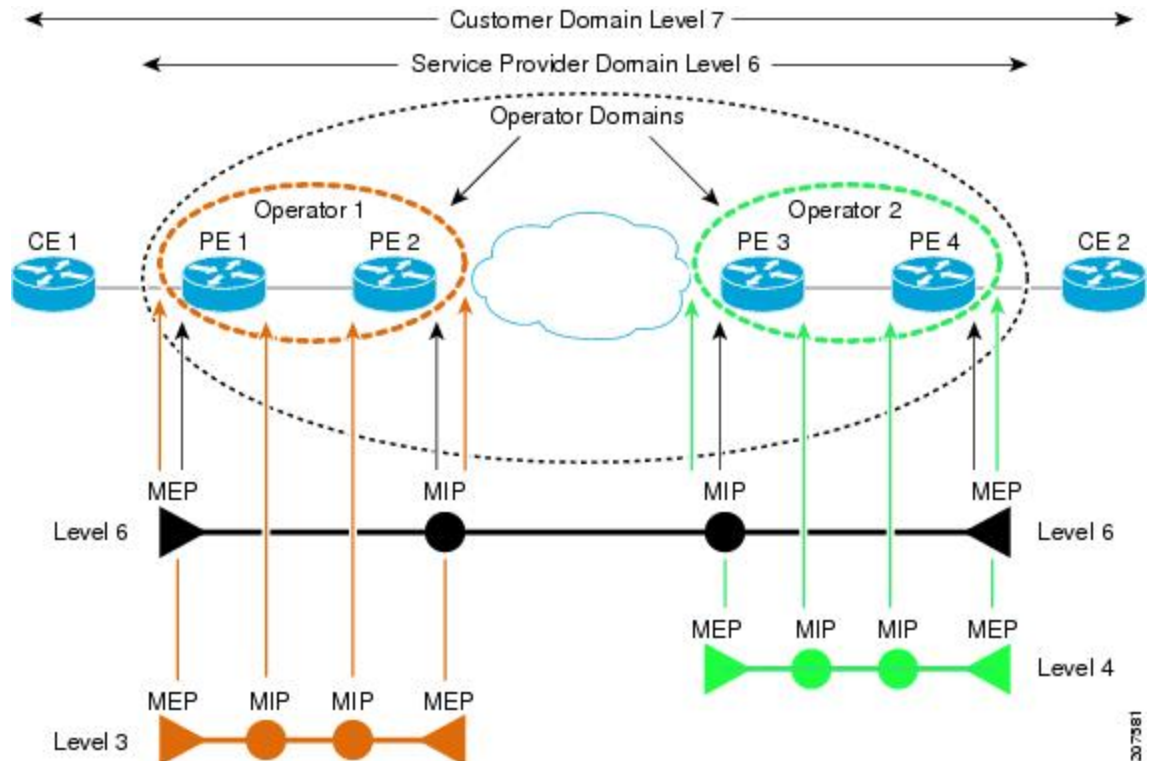 Customer Domain Level 7
Service Provider Domain Level 6
Operator Domains
Operator 1
Operator 2
CE 1
PE 1
PE 2
PE 3
PE 4
CE 2
MEP
MIP
MIP
MEP
Level 6
Level 6
MEP
MIP
MIP
MEP
Level 4
MEP
MIP
MIP
MEP
Level 3
207581